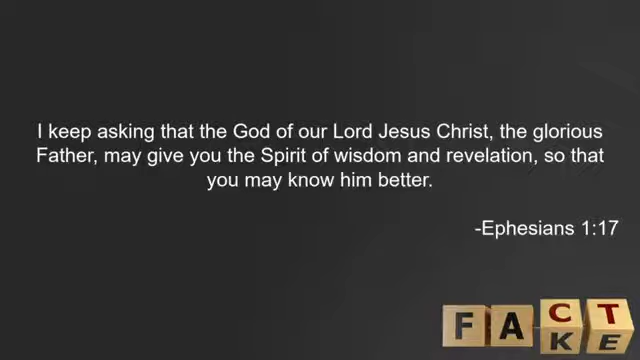 I keep asking that the God of our Lord Jesus Christ, the glorious
Father, may give you the Spirit of wisdom and revelation, so that
you may know him better.
-Ephesians 1:17
FACT
KE